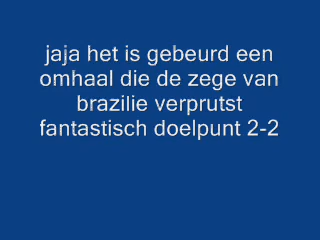 jaja het is gebeurd een
omhaal die de zege van
brazilie verprutst
fantastisch doelpunt 2-2